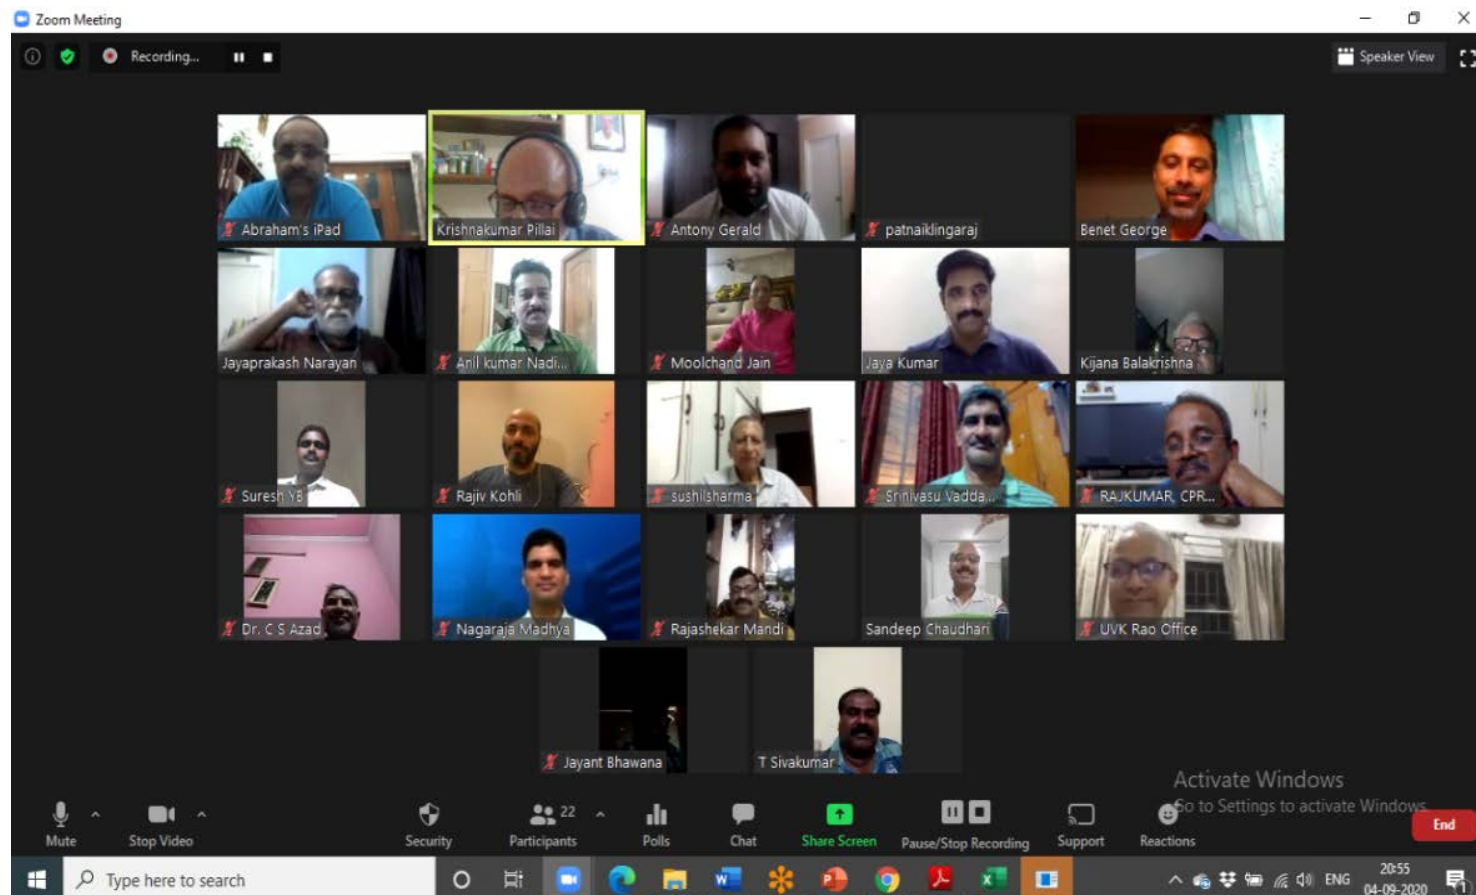 Zoom Meeting
Recording...
Speaker View
Abraham's iPad
Krishnakumar Pillai
Antony Gerald
patnaiklingaraj
Benet George
Jayaprakash Narayan
Anil kumar Nadi...
Moolchand Jain
Jaya Kumar
Kijana Balakrishna
Suresh YB
Rajiv Kohli
sushilsharma
Srinivasu Vadda...
RAJKUMAR, CPR...
Dr. C S Azad
Nagaraja Madhya
Rajashekar Mandi
Sandeep Chaudhari
UVK Rao Office
Jayant Bhawana
T Sivakumar
Activate Windows
Go to Settings to activate Windows.
22
Mute
Stop Video
Security
Participants
Polls
Chat
Share Screen
Pause/Stop Recording
Support
Reactions
End
Type here to search
ENG
20:55
04-09-2020